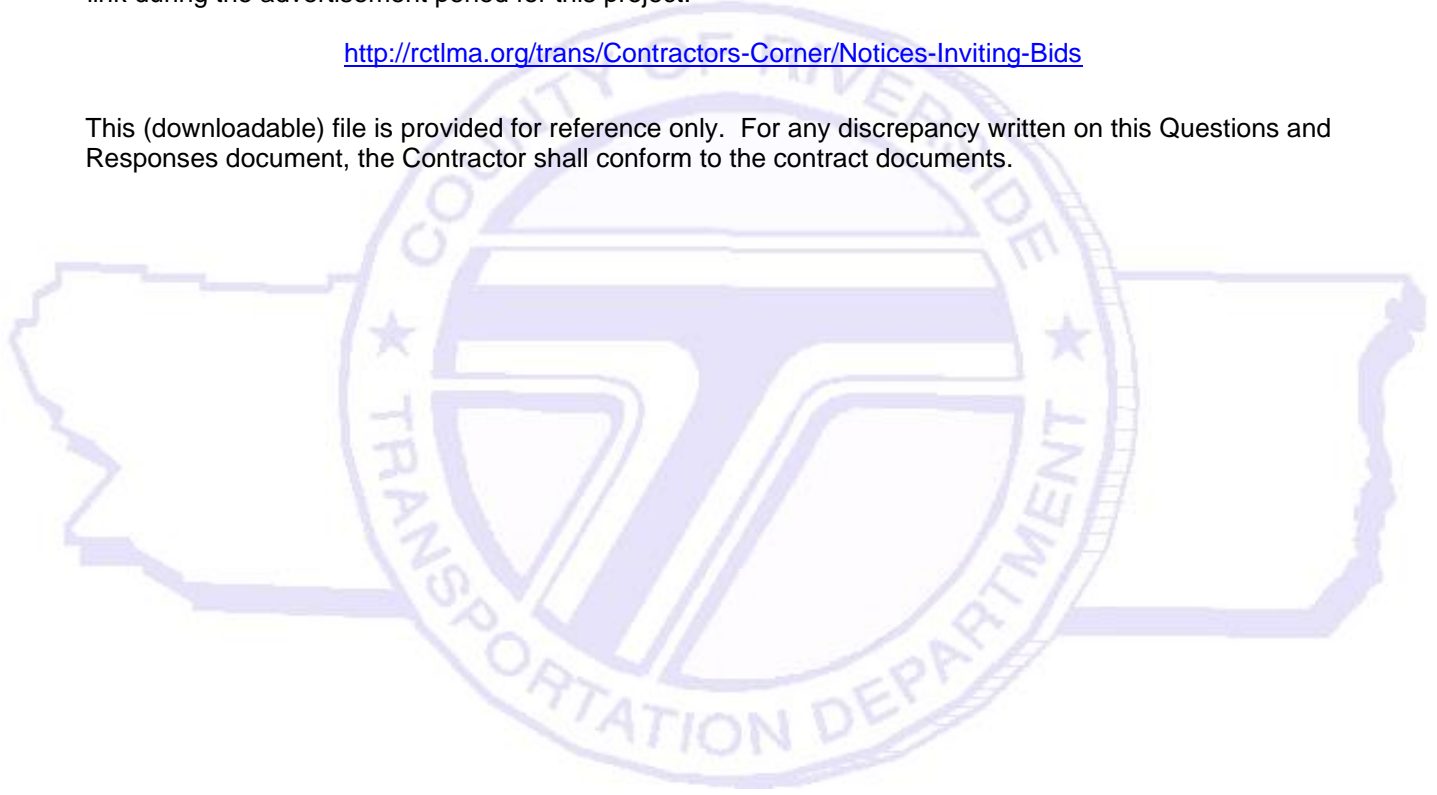 link during the advertisement period for this project.
http://rctlma.org/trans/Contractors-Corner/Notices-Inviting-Bids
This (downloadable) file is provided for reference only.  For any discrepancy written on this Questions and
Responses document, the Contractor shall conform to the contract documents.
COUNTY OF RIVERSIDE
TRANSPORTATION DEPARTMENT